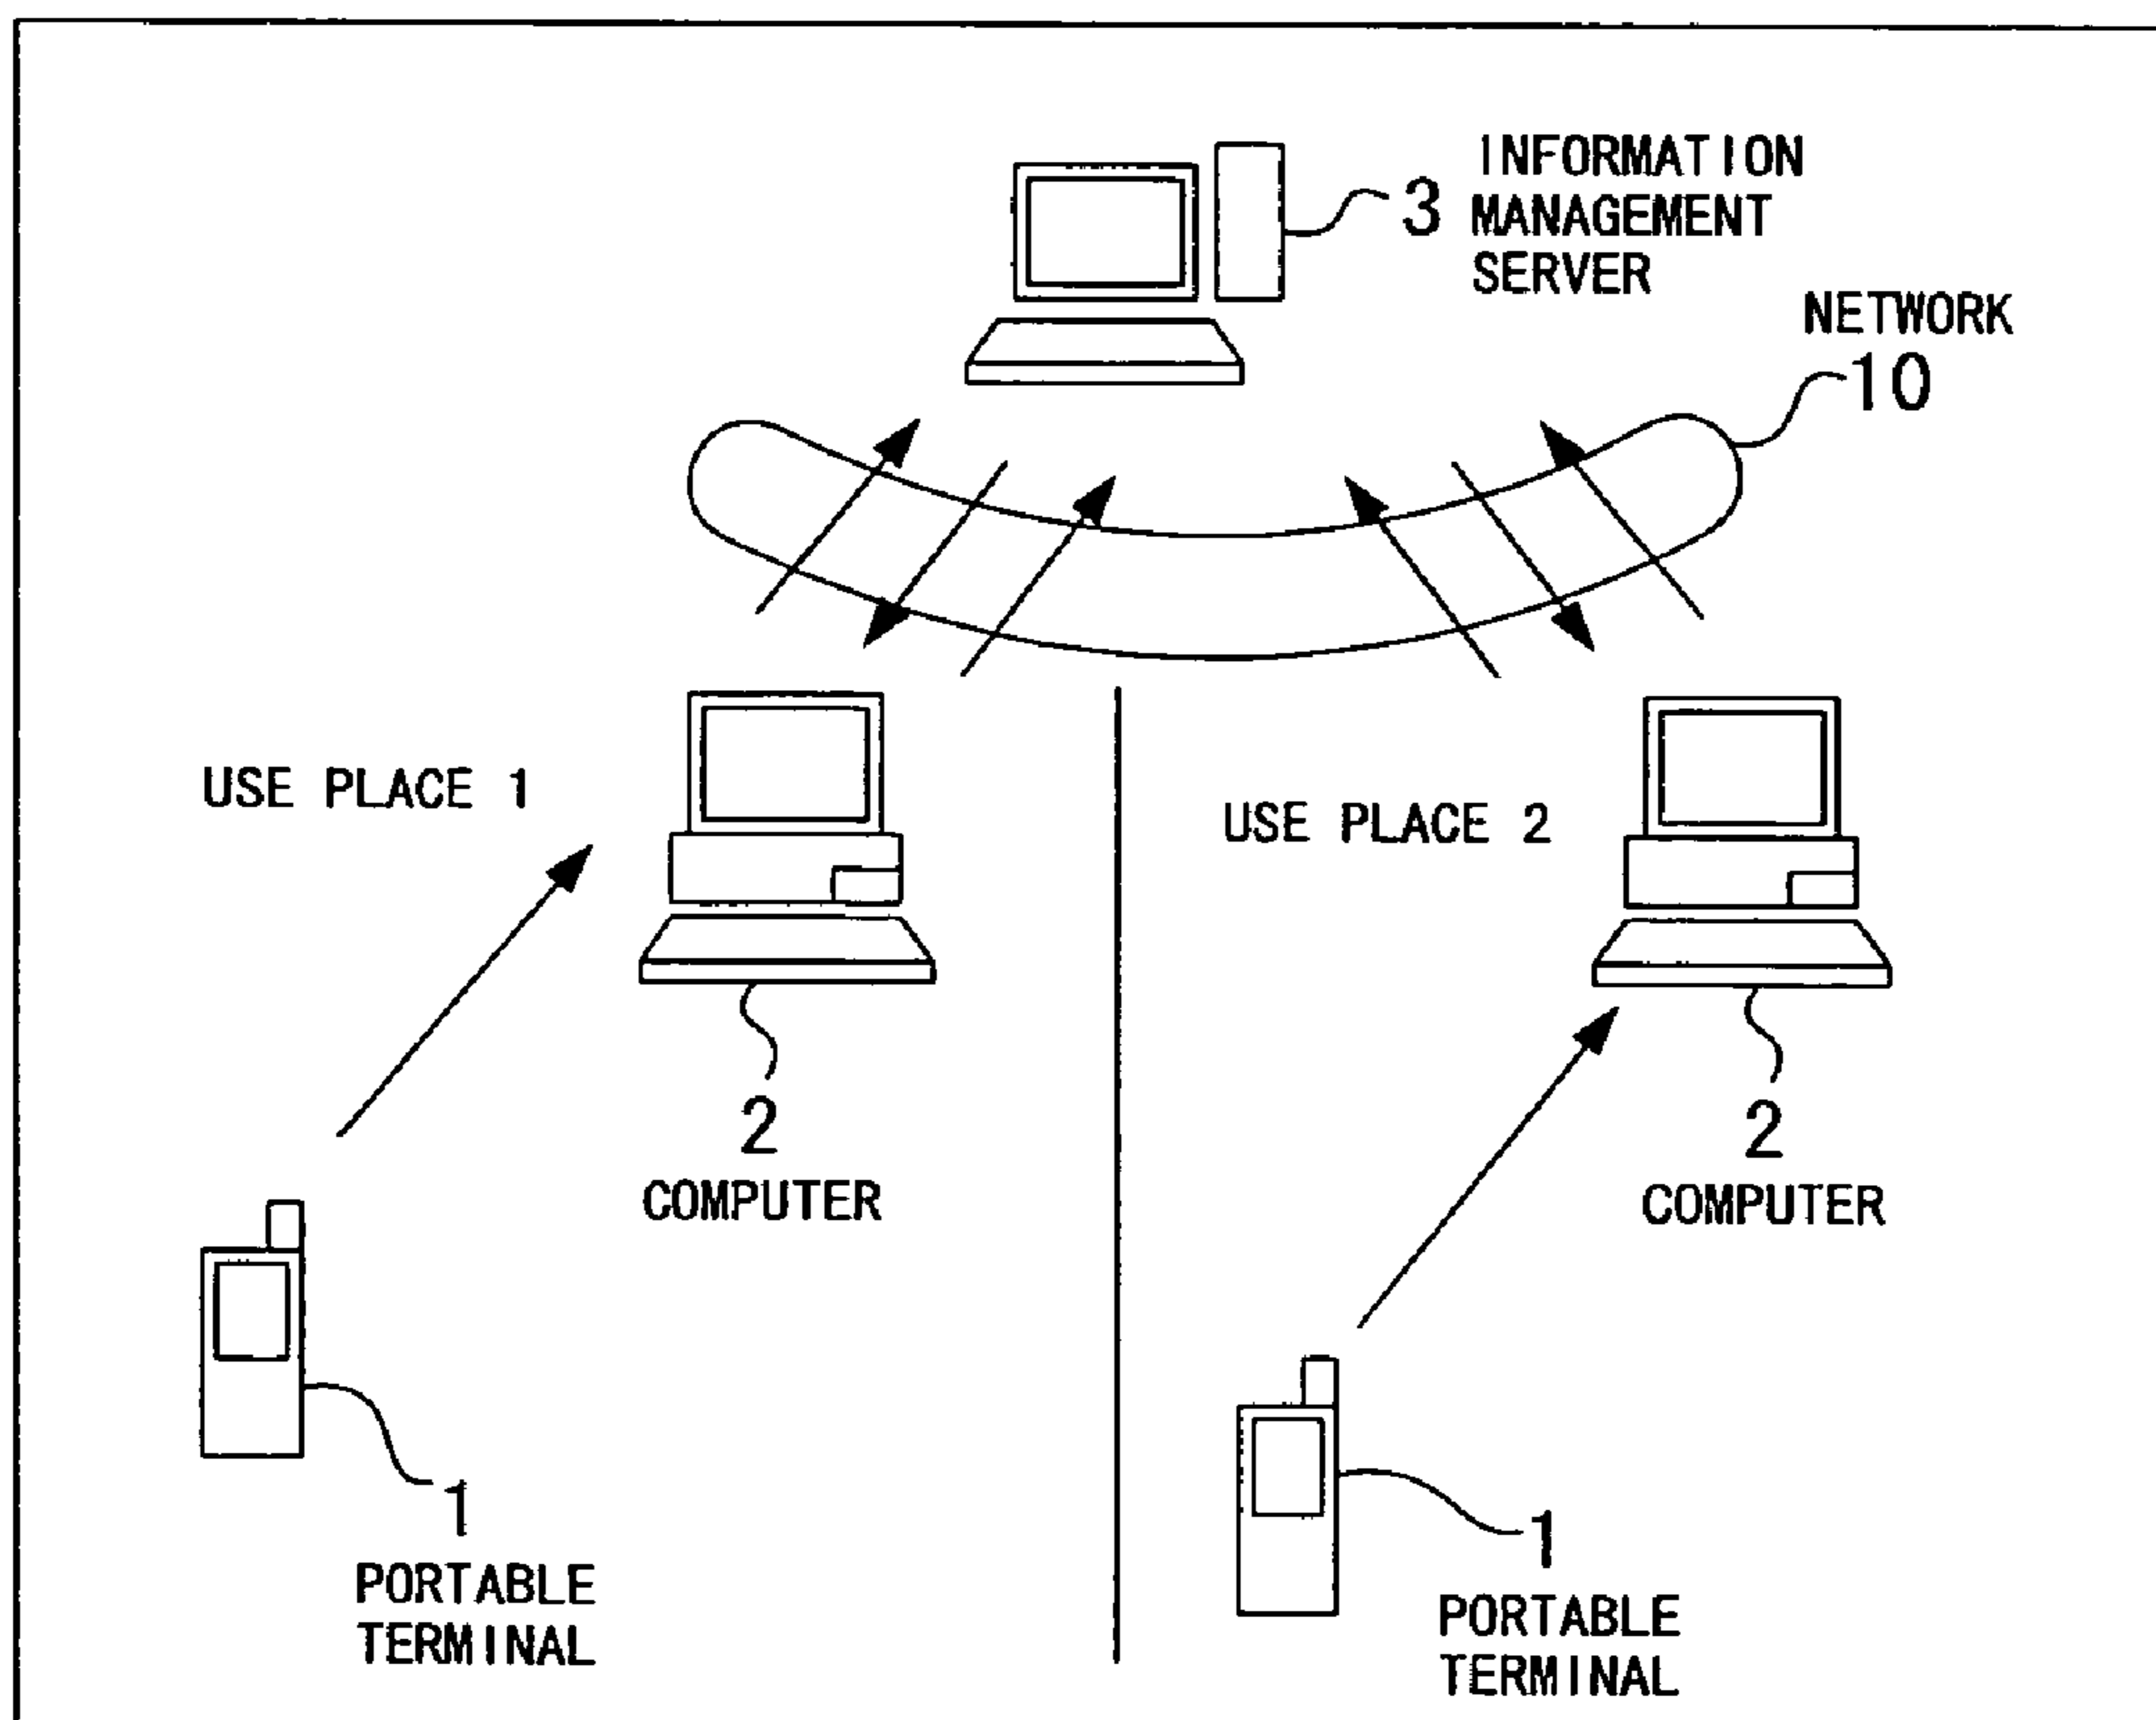 INFORMATION
3 MANAGEMENT
SERVER
NETWORK
10
USE PLACE 1
2
COMPUTER
1
PORTABLE
TERMINAL
USE PLACE 2
2
COMPUTER
1
PORTABLE
TERMINAL